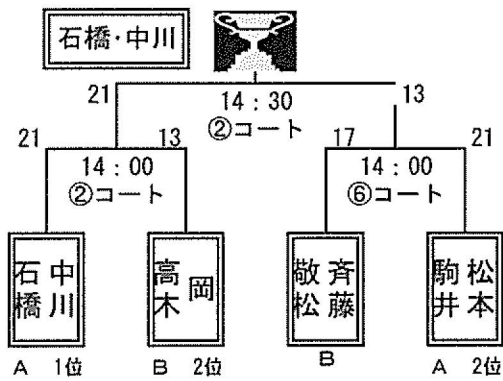 石橋・中川
21 13
14：30
②コート
21 13 17 21
14：00 14：00
②コート ⑥コート
石橋 中川 高木 岡 敬松 斉藤 駒井 松本
A 1位 B 2位 B A 2位